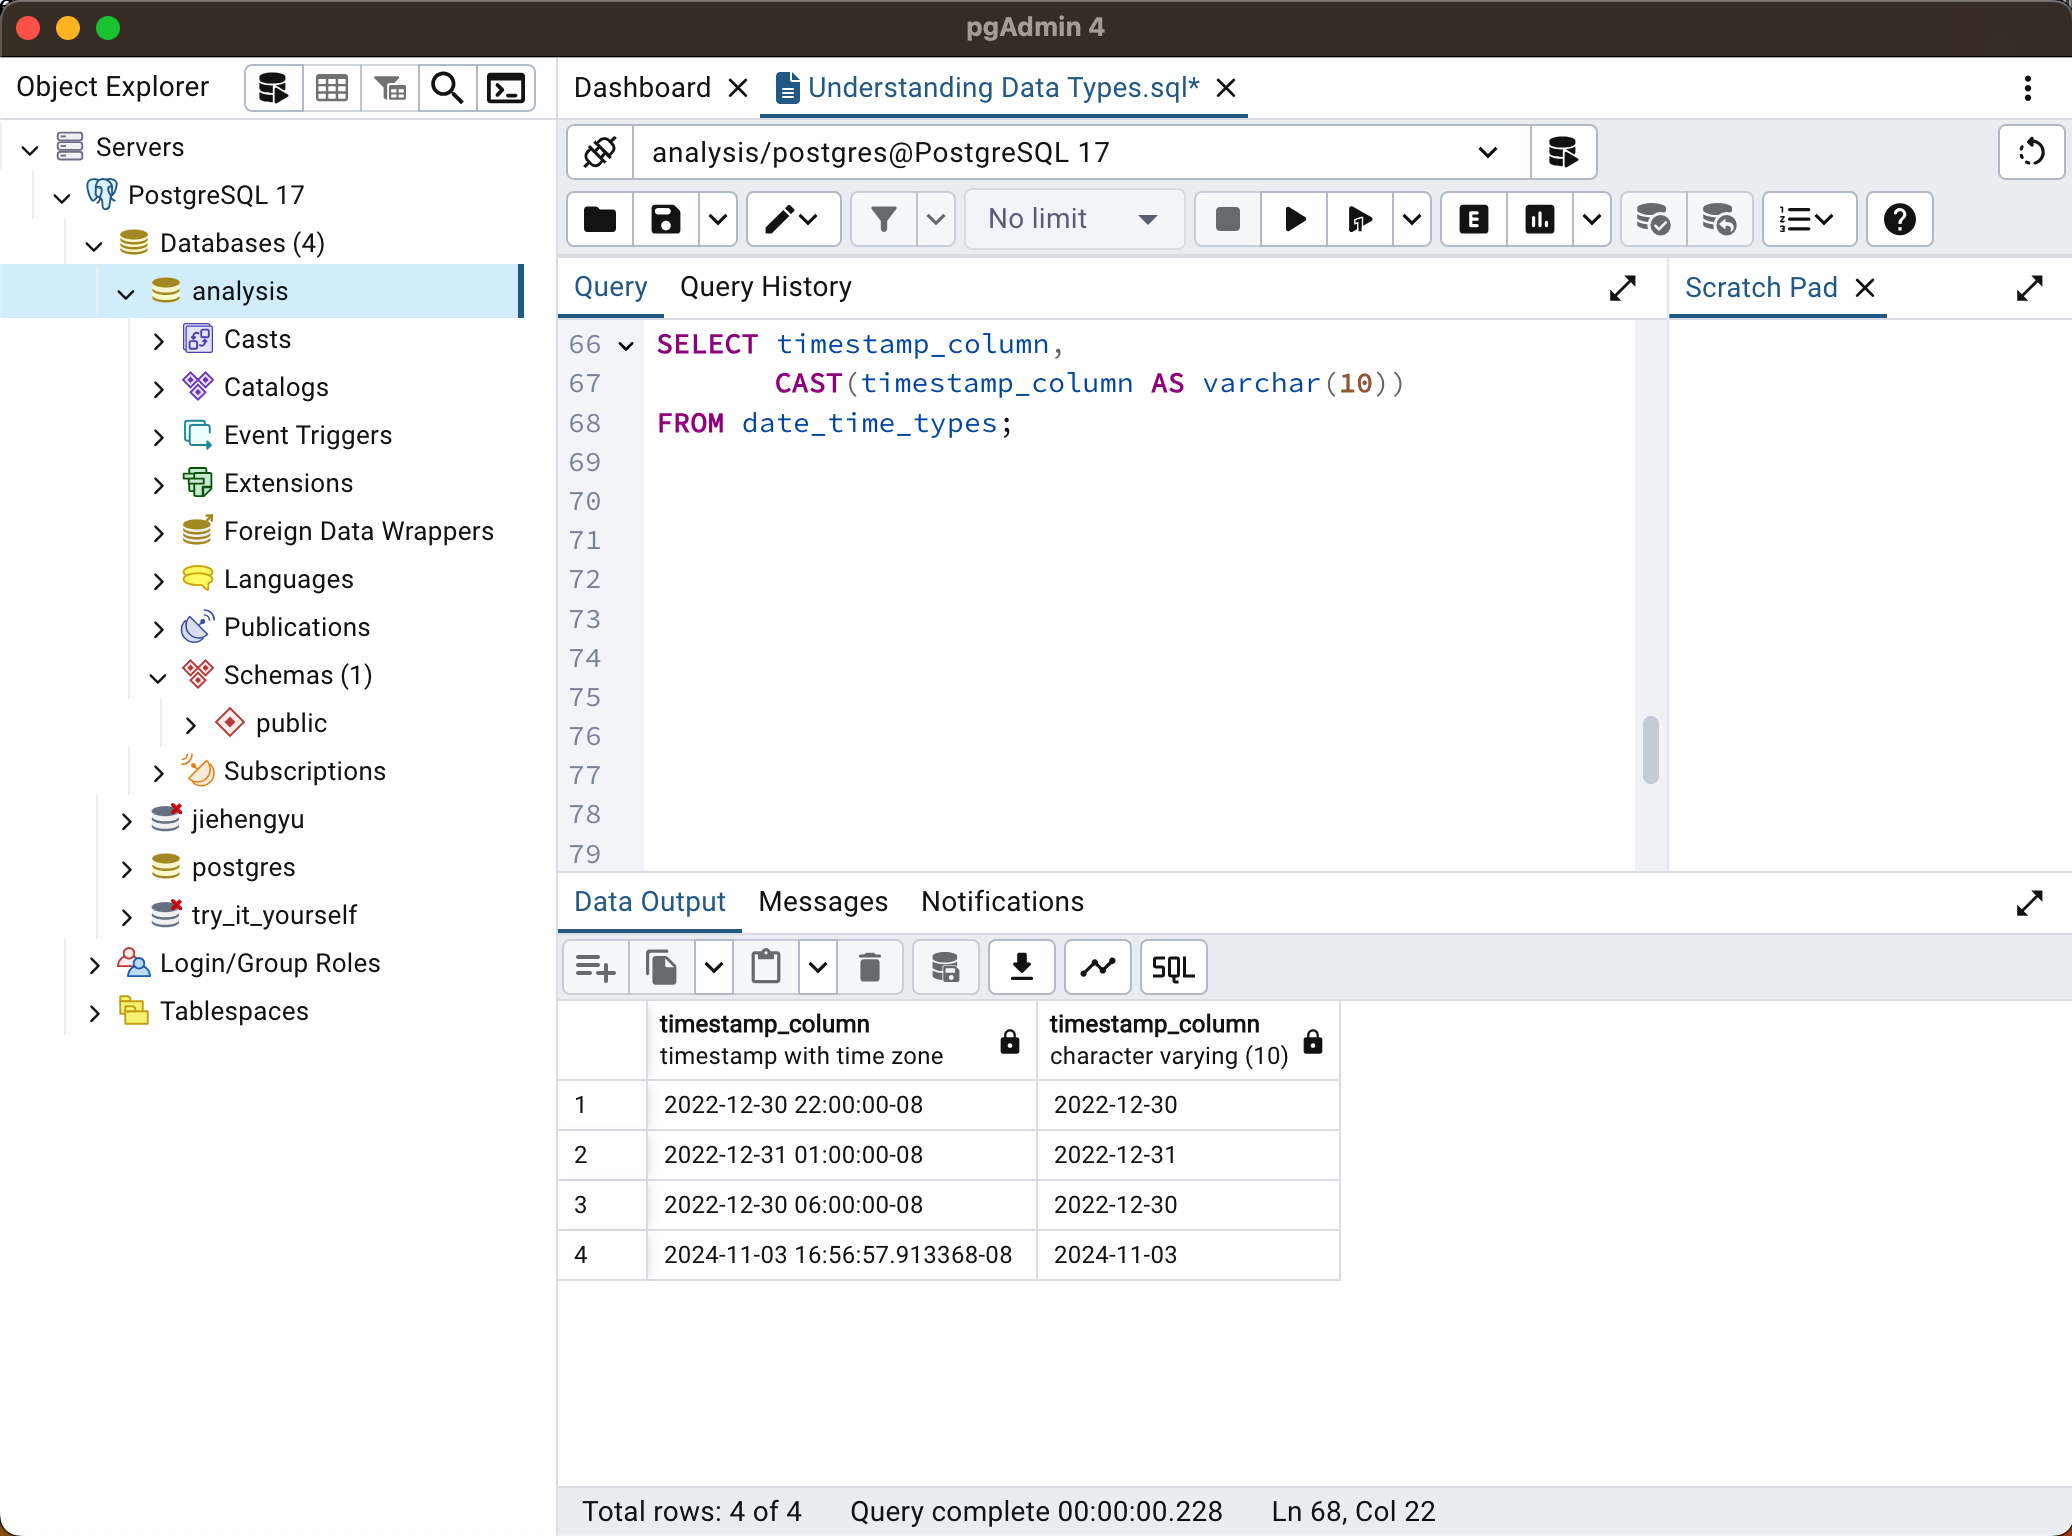 pgAdmin 4
Object Explorer
Servers
PostgreSQL 17
Databases (4)
analysis
Casts
Catalogs
Event Triggers
Extensions
Foreign Data Wrappers
Languages
Publications
Schemas (1)
public
Subscriptions
jiehengyu
postgres
try_it_yourself
Login/Group Roles
Tablespaces
Dashboard
Understanding Data Types.sql*
analysis/postgres@PostgreSQL 17
No limit
E
Query Query History
Scratch Pad
66 SELECT timestamp_column,
67 CAST(timestamp_column AS varchar(10))
68 FROM date_time_types;
69
70
71
72
73
74
75
76
77
78
79
Data Output Messages Notifications
SQL
timestamp_column timestamp_column
timestamp with time zone character varying (10)
1 2022-12-30 22:00:00-08 2022-12-30
2 2022-12-31 01:00:00-08 2022-12-31
3 2022-12-30 06:00:00-08 2022-12-30
4 2024-11-03 16:56:57.913368-08 2024-11-03
Total rows: 4 of 4 Query complete 00:00:00.228 Ln 68, Col 22